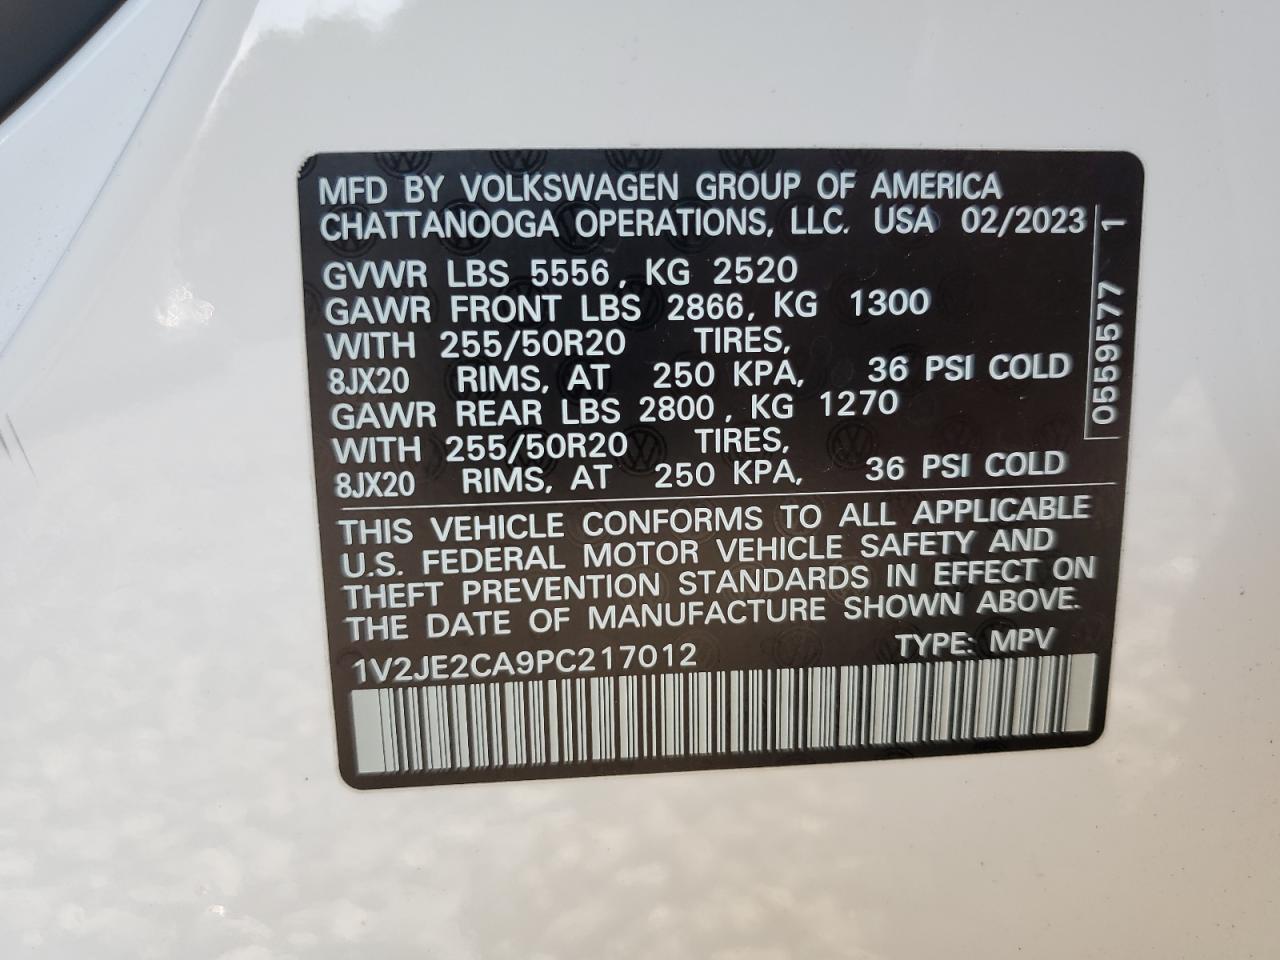 MFD BY VOLKSWAGEN GROUP OF AMERICA
CHATTANOOGA OPERATIONS, LLC. USA 02/2023
GVWR LBS 5556, KG 2520
GAWR FRONT LBS 2866, KG 1300
WITH 255/50R20 TIRES,
8JX20 RIMS, AT 250 KPA, 36 PSI COLD
GAWR REAR LBS 2800, KG 1270
WITH 255/50R20 TIRES,
8JX20 RIMS, AT 250 KPA, 36 PSI COLD
THIS VEHICLE CONFORMS TO ALL APPLICABLE
U.S. FEDERAL MOTOR VEHICLE SAFETY AND
THEFT PREVENTION STANDARDS IN EFFECT ON
THE DATE OF MANUFACTURE SHOWN ABOVE.
1V2JE2CA9PC217012 TYPE: MPV
0559577 1